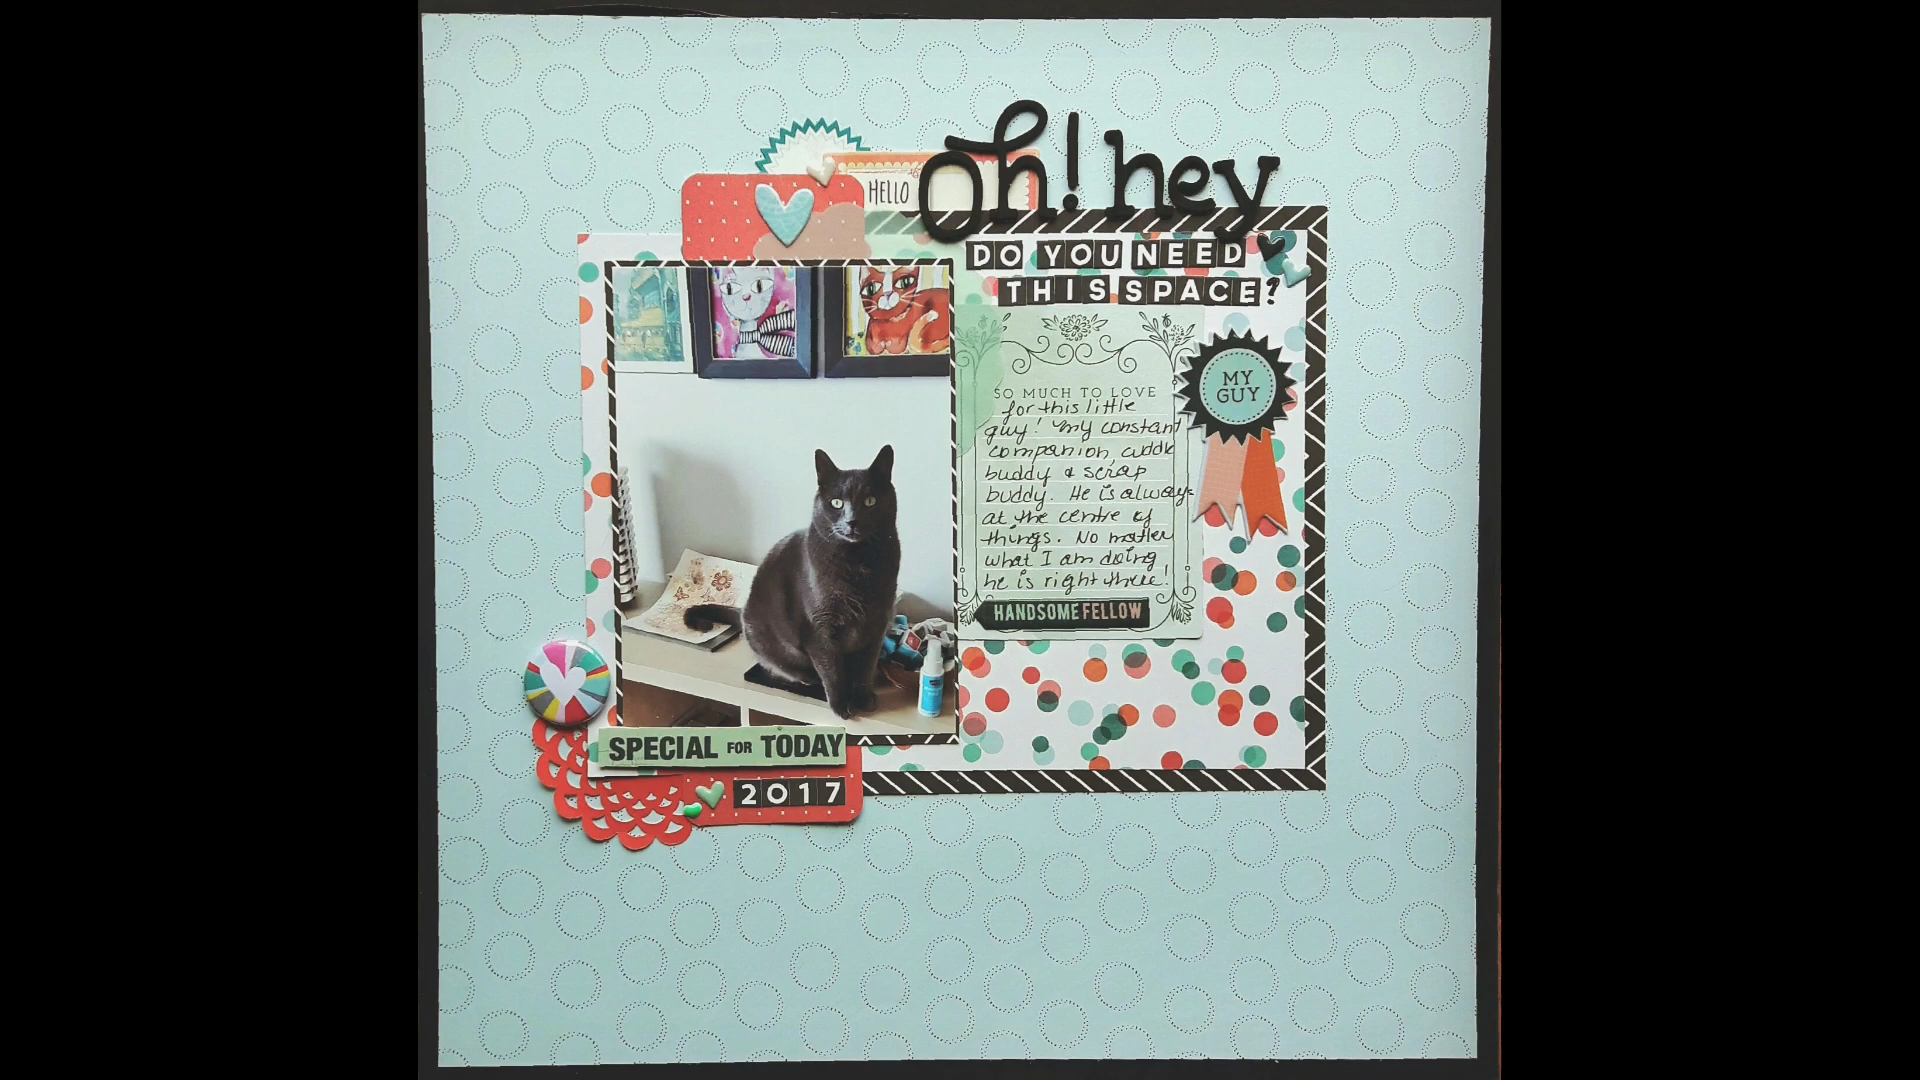 oh! hey
HELLO
DO YOU NEED
THIS SPACE?
MY
GUY
SO MUCH TO LOVE
for this little
guy! My constant
companion, cuddle
buddy & scrap
buddy. He is always
at the centre of
things. No matter
what I am doing
he is right there!
HANDSOME FELLOW
SPECIAL FOR TODAY
2017